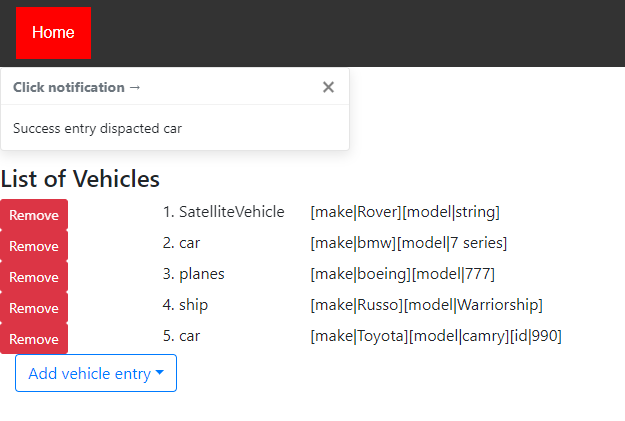 Home
Click notification → ×
Success entry dispacted car
List of Vehicles
Remove 1. SatelliteVehicle [make|Rover][model|string]
Remove 2. car [make|bmw][model|7 series]
Remove 3. planes [make|boeing][model|777]
Remove 4. ship [make|Russo][model|Warriorship]
Remove 5. car [make|Toyota][model|camry][id|990]
Add vehicle entry